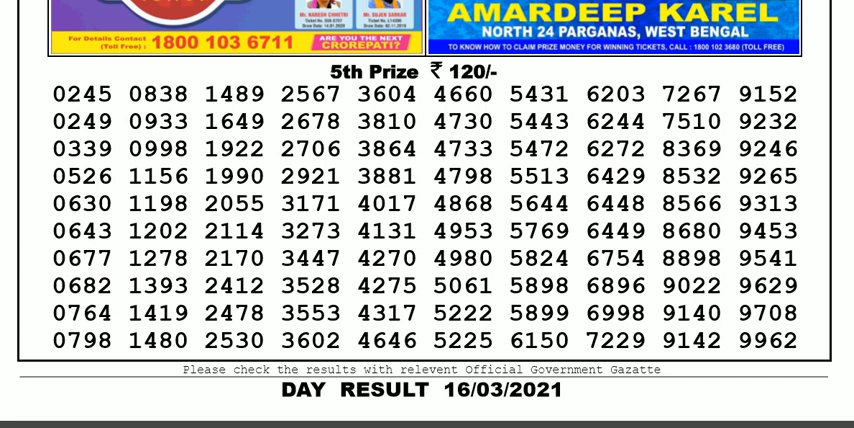 Mr. NARESH CHHETRI
Mr. SUJEN SARKAR
For Details Contact
(Toll Free) : 1800 103 6711
ARE YOU THE NEXT
CROREPATI?
AMARDEEP KAREL
NORTH 24 PARGANAS, WEST BENGAL
TO KNOW HOW TO CLAIM PRIZE MONEY FOR WINNING TICKETS, CALL : 1800 102 3680 (TOLL FREE)
5th Prize ₹ 120/-
0245 0838 1489 2567 3604 4660 5431 6203 7267 9152
0249 0933 1649 2678 3810 4730 5443 6244 7510 9232
0339 0998 1922 2706 3864 4733 5472 6272 8369 9246
0526 1156 1990 2921 3881 4798 5513 6429 8532 9265
0630 1198 2055 3171 4017 4868 5644 6448 8566 9313
0643 1202 2114 3273 4131 4953 5769 6449 8680 9453
0677 1278 2170 3447 4270 4980 5824 6754 8898 9541
0682 1393 2412 3528 4275 5061 5898 6896 9022 9629
0764 1419 2478 3553 4317 5222 5899 6998 9140 9708
0798 1480 2530 3602 4646 5225 6150 7229 9142 9962
Please check the results with relevent Official Government Gazatte
DAY RESULT 16/03/2021